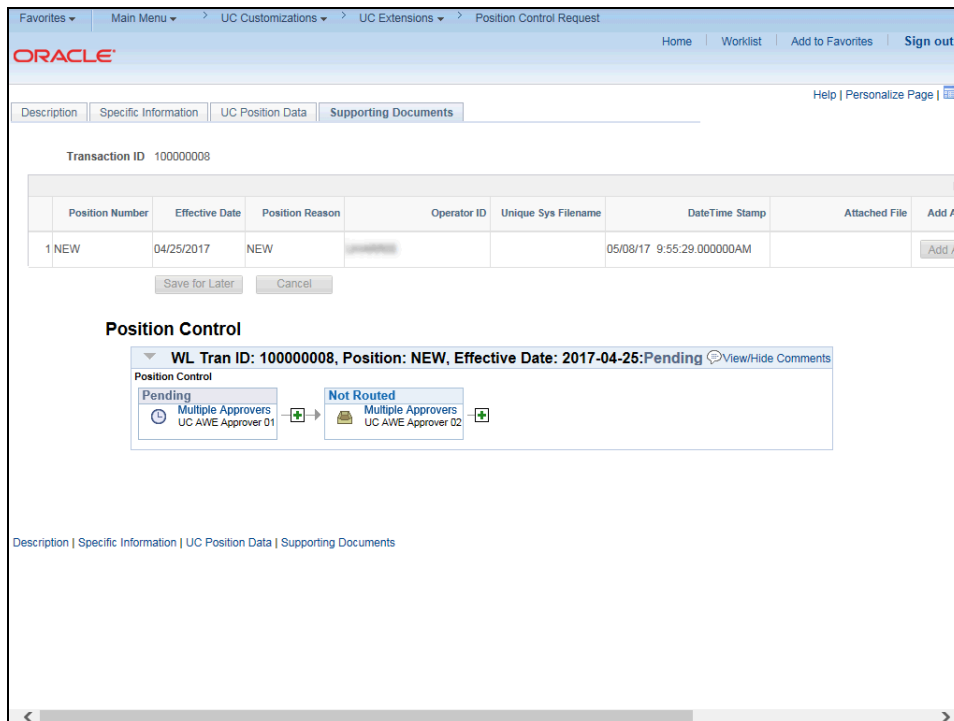 Favorites Main Menu > UC Customizations > UC Extensions > Position Control Request
Home Worklist Add to Favorites Sign out
ORACLE
Help | Personalize Page |
Description Specific Information UC Position Data Supporting Documents
Transaction ID 100000008
Position Number Effective Date Position Reason Operator ID Unique Sys Filename DateTime Stamp Attached File Add A
1 NEW 04/25/2017 NEW 05/08/17 9:55:29.000000AM Add A
Save for Later Cancel
Position Control
WL Tran ID: 100000008, Position: NEW, Effective Date: 2017-04-25:Pending View/Hide Comments
Position Control
Pending Not Routed
Multiple Approvers Multiple Approvers
UC AWE Approver 01 UC AWE Approver 02
Description | Specific Information | UC Position Data | Supporting Documents